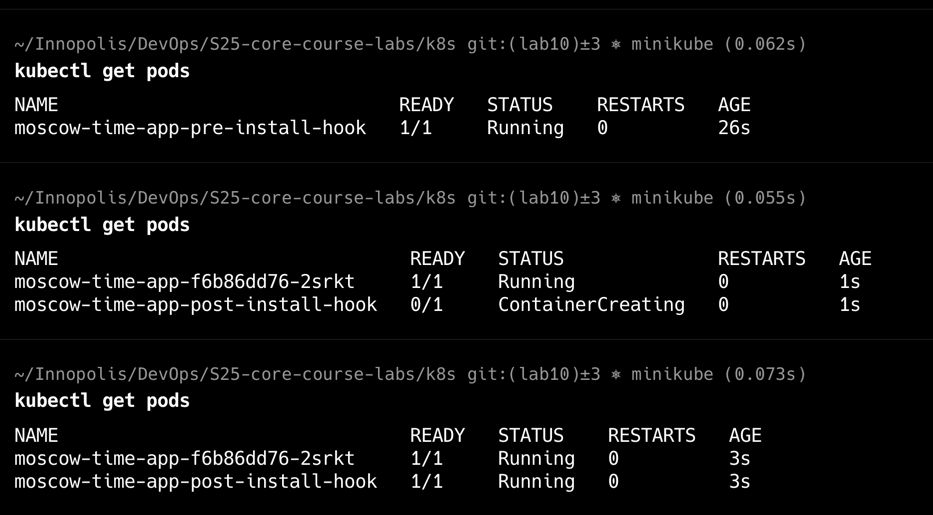 ~/Innopolis/DevOps/S25-core-course-labs/k8s git:(lab10)±3 ⎈ minikube (0.062s)
kubectl get pods
NAME READY STATUS RESTARTS AGE
moscow-time-app-pre-install-hook 1/1 Running 0 26s
~/Innopolis/DevOps/S25-core-course-labs/k8s git:(lab10)±3 ⎈ minikube (0.055s)
kubectl get pods
NAME READY STATUS RESTARTS AGE
moscow-time-app-f6b86dd76-2srkt 1/1 Running 0 1s
moscow-time-app-post-install-hook 0/1 ContainerCreating 0 1s
~/Innopolis/DevOps/S25-core-course-labs/k8s git:(lab10)±3 ⎈ minikube (0.073s)
kubectl get pods
NAME READY STATUS RESTARTS AGE
moscow-time-app-f6b86dd76-2srkt 1/1 Running 0 3s
moscow-time-app-post-install-hook 1/1 Running 0 3s